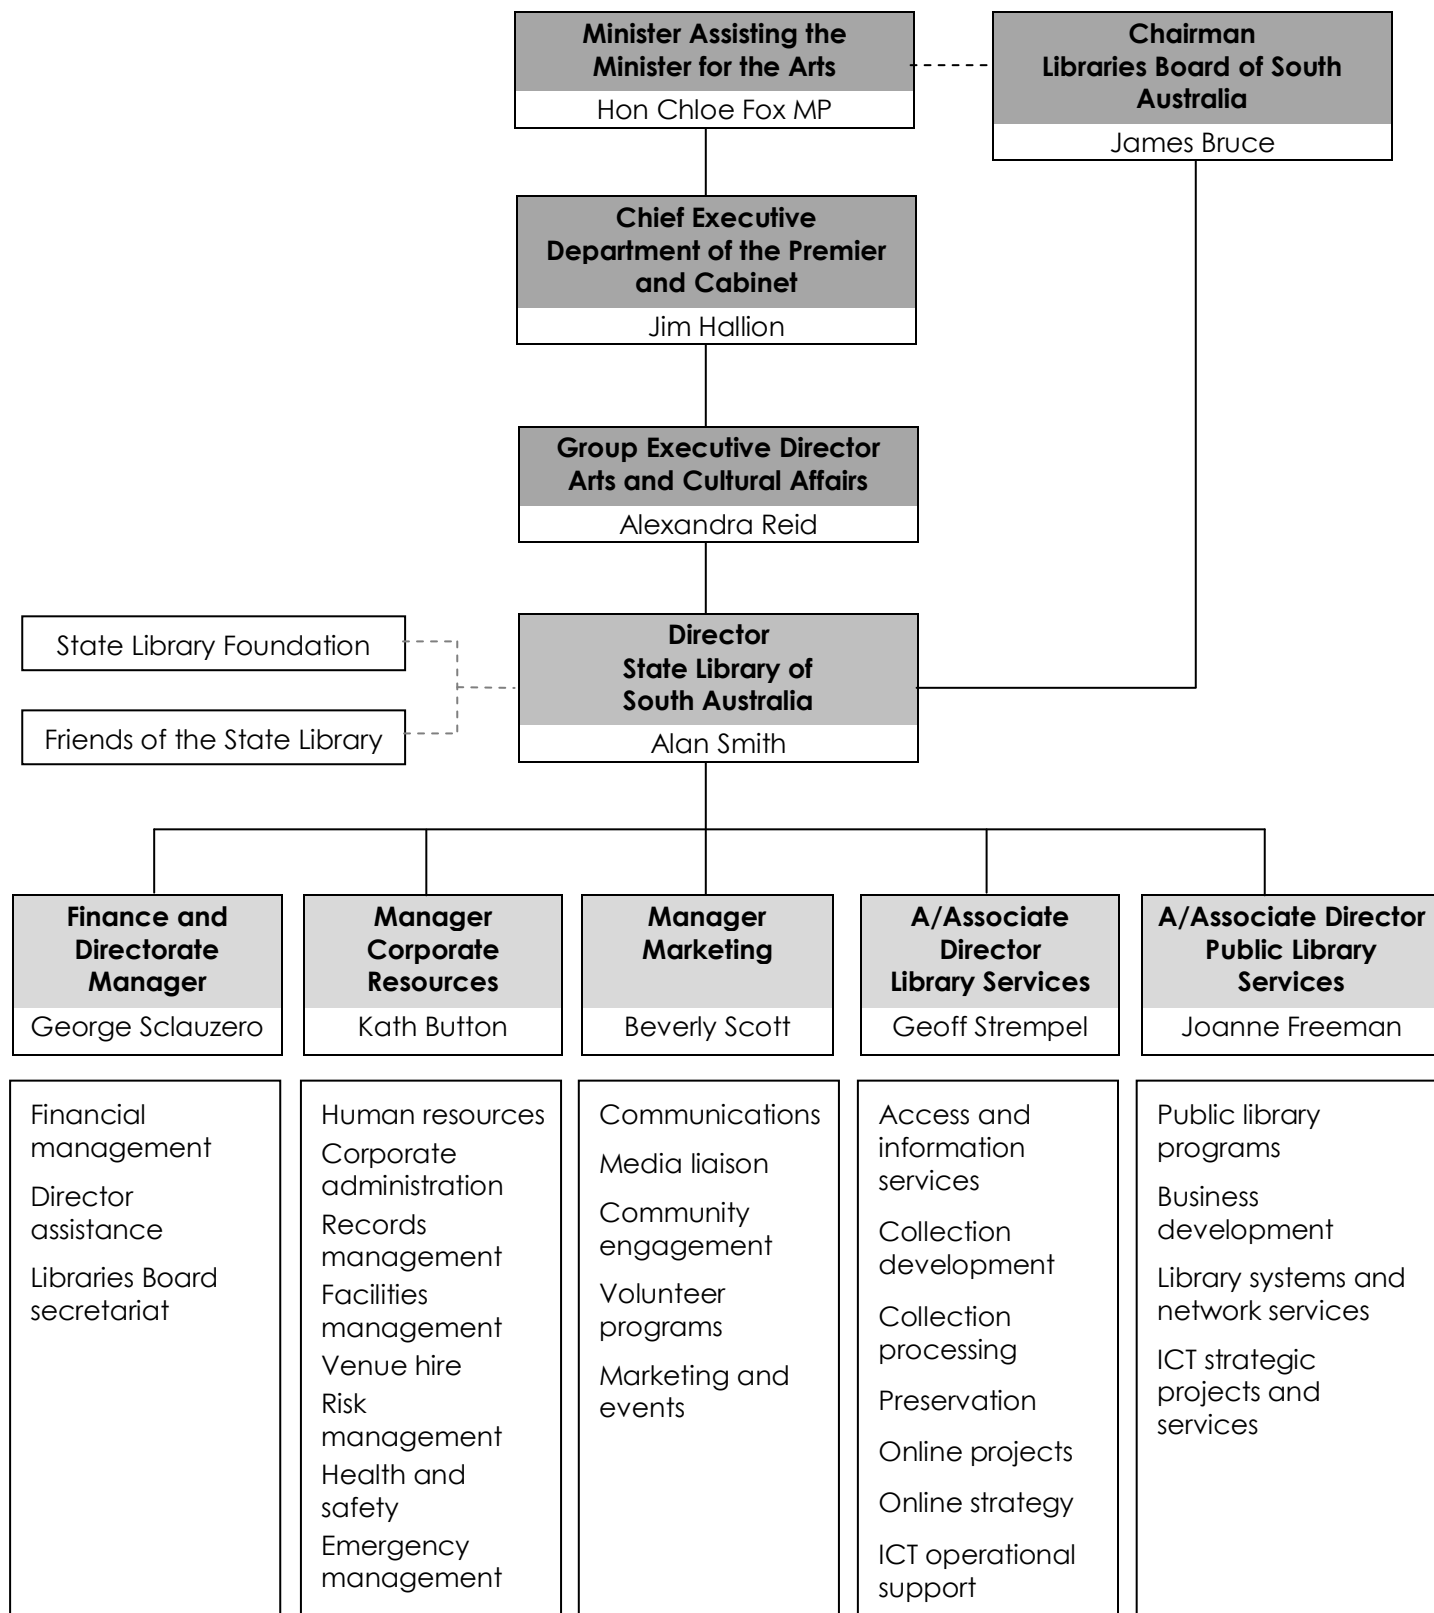 Minister Assisting the
Minister for the Arts
Hon Chloe Fox MP
Chairman
Libraries Board of South
Australia
James Bruce
Chief Executive
Department of the Premier
and Cabinet
Jim Hallion
Group Executive Director
Arts and Cultural Affairs
Alexandra Reid
State Library Foundation
Friends of the State Library
Director
State Library of
South Australia
Alan Smith
Finance and
Directorate
Manager
George Sclauzero
Manager
Corporate
Resources
Kath Button
Manager
Marketing
Beverly Scott
A/Associate
Director
Library Services
Geoff Strempel
A/Associate Director
Public Library
Services
Joanne Freeman
Financial
management
Director
assistance
Libraries Board
secretariat
Human resources
Corporate
administration
Records
management
Facilities
management
Venue hire
Risk
management
Health and
safety
Emergency
management
Communications
Media liaison
Community
engagement
Volunteer
programs
Marketing and
events
Access and
information
services
Collection
development
Collection
processing
Preservation
Online projects
Online strategy
ICT operational
support
Public library
programs
Business
development
Library systems and
network services
ICT strategic
projects and
services